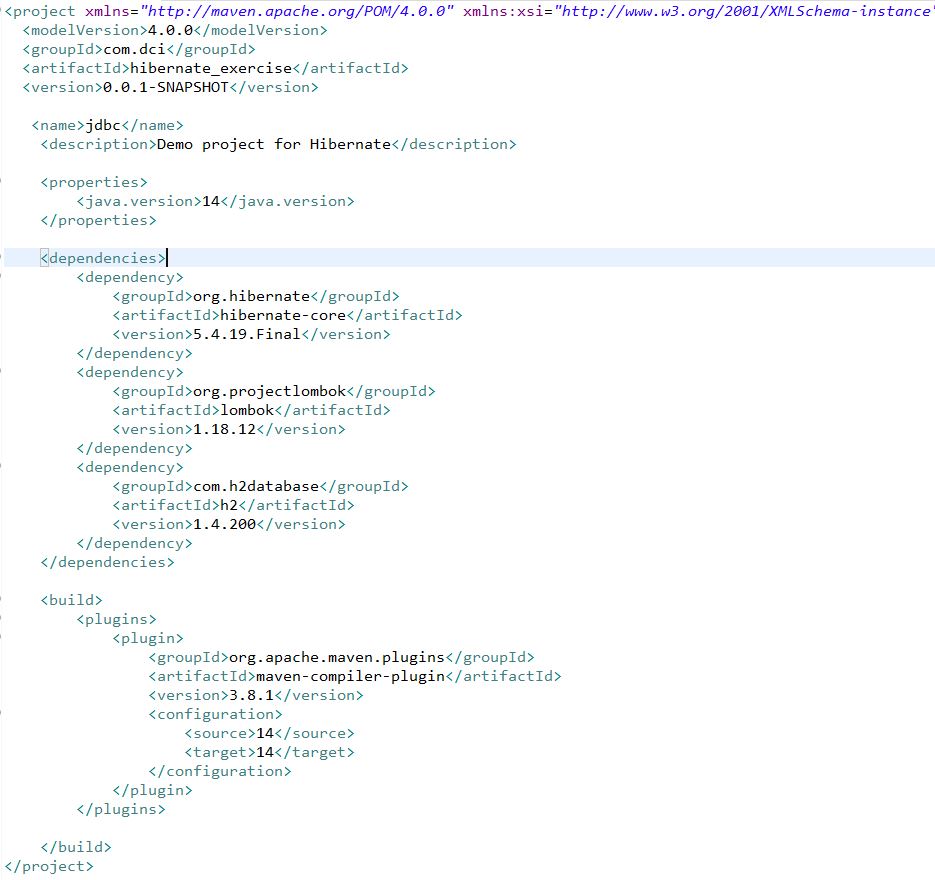 <project xmlns="http://maven.apache.org/POM/4.0.0" xmlns:xsi="http://www.w3.org/2001/XMLSchema-instance"
<modelVersion>4.0.0</modelVersion>
<groupId>com.dci</groupId>
<artifactId>hibernate_exercise</artifactId>
<version>0.0.1-SNAPSHOT</version>
<name>jdbc</name>
<description>Demo project for Hibernate</description>
<properties>
<java.version>14</java.version>
</properties>
<dependencies>
<dependency>
<groupId>org.hibernate</groupId>
<artifactId>hibernate-core</artifactId>
<version>5.4.19.Final</version>
</dependency>
<dependency>
<groupId>org.projectlombok</groupId>
<artifactId>lombok</artifactId>
<version>1.18.12</version>
</dependency>
<dependency>
<groupId>com.h2database</groupId>
<artifactId>h2</artifactId>
<version>1.4.200</version>
</dependency>
</dependencies>
<build>
<plugins>
<plugin>
<groupId>org.apache.maven.plugins</groupId>
<artifactId>maven-compiler-plugin</artifactId>
<version>3.8.1</version>
<configuration>
<source>14</source>
<target>14</target>
</configuration>
</plugin>
</plugins>
</build>
</project>